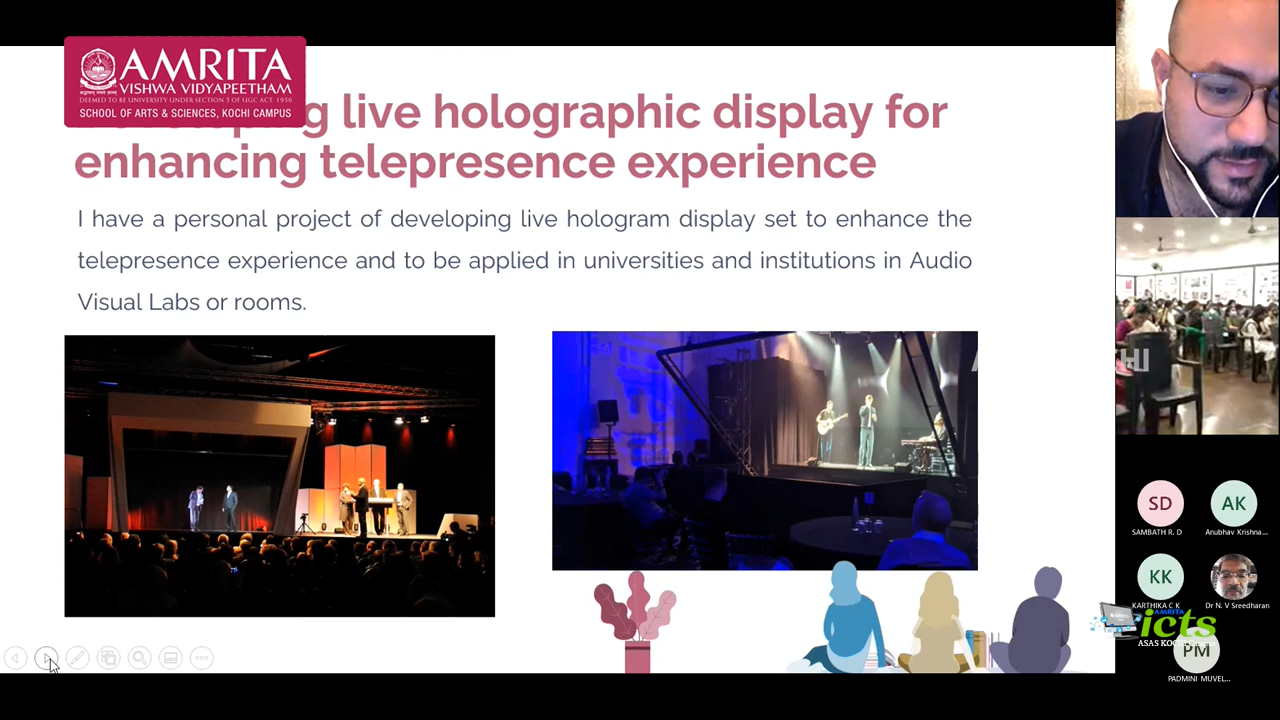 AMRITA
VISHWA VIDYAPEETHAM
DEEMED TO BE UNIVERSITY UNDER SECTION 3 OF UGC ACT, 1956
SCHOOL OF ARTS & SCIENCES, KOCHI CAMPUS
live holographic display for
enhancing telepresence experience
I have a personal project of developing live hologram display set to enhance the
telepresence experience and to be applied in universities and institutions in Audio
Visual Labs or rooms.
SD
SAMBATH R. D
AK
Anubhav Krishna...
KK
KARTHIKA C K
Dr N. V Sreedharan
AMRITA
icts
ASAS KOCHI
PM
PADMINI MUVEL...